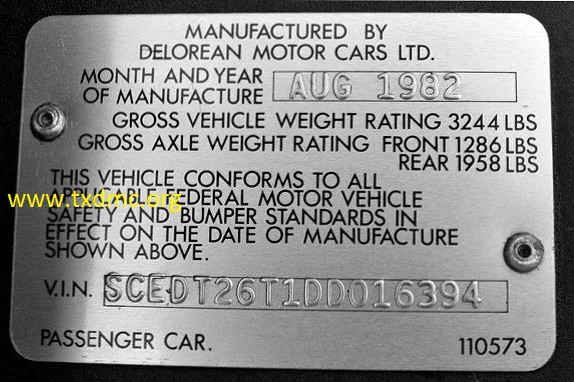 MANUFACTURED BY
DELOREAN MOTOR CARS LTD.
MONTH AND YEAR
OF MANUFACTURE AUG 1982
GROSS VEHICLE WEIGHT RATING 3244 LBS
GROSS AXLE WEIGHT RATING FRONT 1286 LBS
REAR 1958 LBS
THIS VEHICLE CONFORMS TO ALL
APPLICABLE FEDERAL MOTOR VEHICLE
www.txdmc.org
SAFETY AND BUMPER STANDARDS IN
EFFECT ON THE DATE OF MANUFACTURE
SHOWN ABOVE.
V.I.N. SCEDT26T1DD016394
PASSENGER CAR. 110573